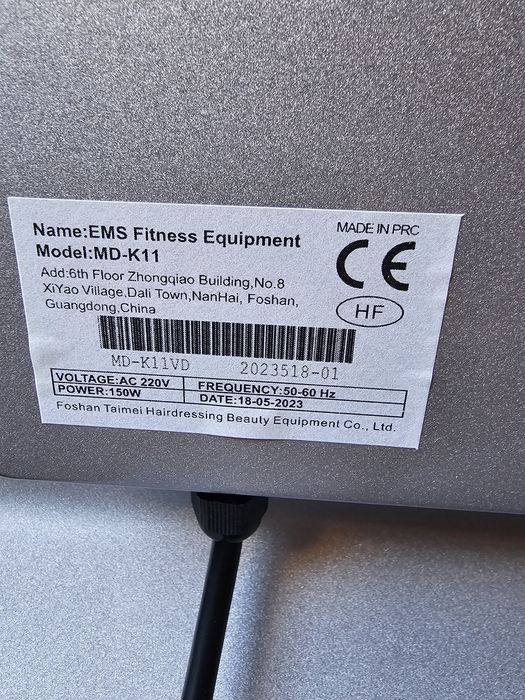 Name:EMS Fitness Equipment
MADE IN PRC
Model:MD-K11
CE
Add:6th Floor Zhongqiao Building,No.8
XiYao Village,Dali Town,NanHai, Foshan,
Guangdong,China
HF
MD-K11VD 2023518-01
VOLTAGE:AC 220V FREQUENCY:50-60 Hz
POWER:150W DATE:18-05-2023
Foshan Taimei Hairdressing Beauty Equipment Co., Ltd.